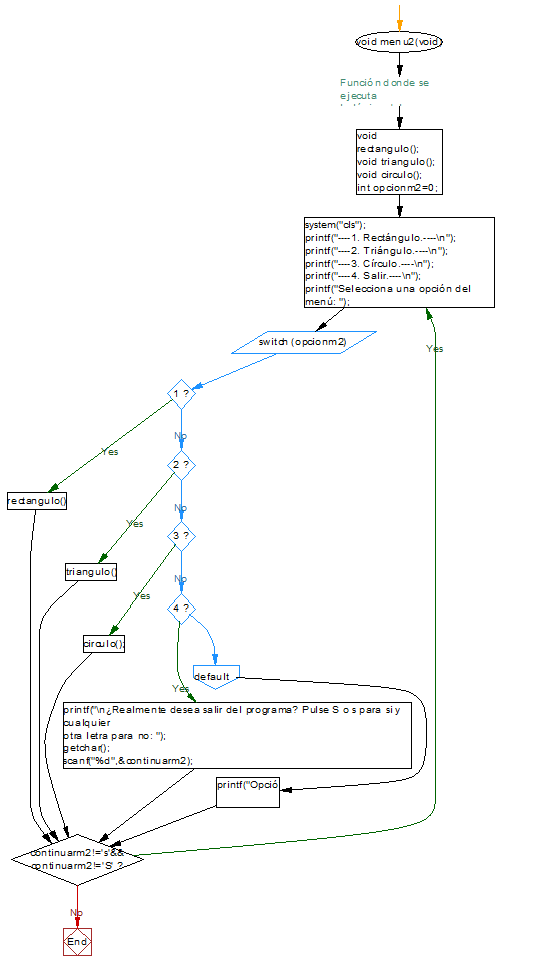 void menu2(void)
Función donde se
ejecuta
void
rectangulo();
void triangulo();
void circulo();
int opcionm2=0;
system("cls");
printf("----1. Rectángulo.----\n");
printf("----2. Triángulo.----\n");
printf("----3. Círculo.----\n");
printf("----4. Salir.----\n");
printf("Selecciona una opción del
menú: ");
switch (opcionm2)
Yes
1 ?
No
Yes
2 ?
rectangulo()
No
Yes
3 ?
triangulo()
No
Yes
4 ?
circulo();
default
Yes
printf("\n¿Realmente desea salir del programa? Pulse S o s para si y
cualquier
otra letra para no: ");
getchar();
scanf("%d",&continuarm2);
printf("Opció
continuarm2!='s'&&
continuarm2!='S' ?
No
End